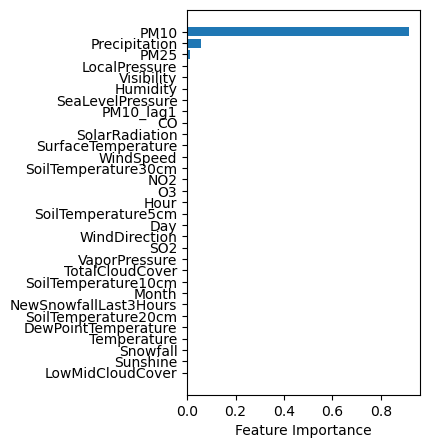 PM10
Precipitation
PM25
LocalPressure
Visibility
Humidity
SeaLevelPressure
PM10_lag1
CO
SolarRadiation
SurfaceTemperature
WindSpeed
SoilTemperature30cm
NO2
O3
Hour
SoilTemperature5cm
Day
WindDirection
SO2
VaporPressure
TotalCloudCover
SoilTemperature10cm
Month
NewSnowfallLast3Hours
SoilTemperature20cm
DewPointTemperature
Temperature
Snowfall
Sunshine
LowMidCloudCover
0.0 0.2 0.4 0.6 0.8
Feature Importance